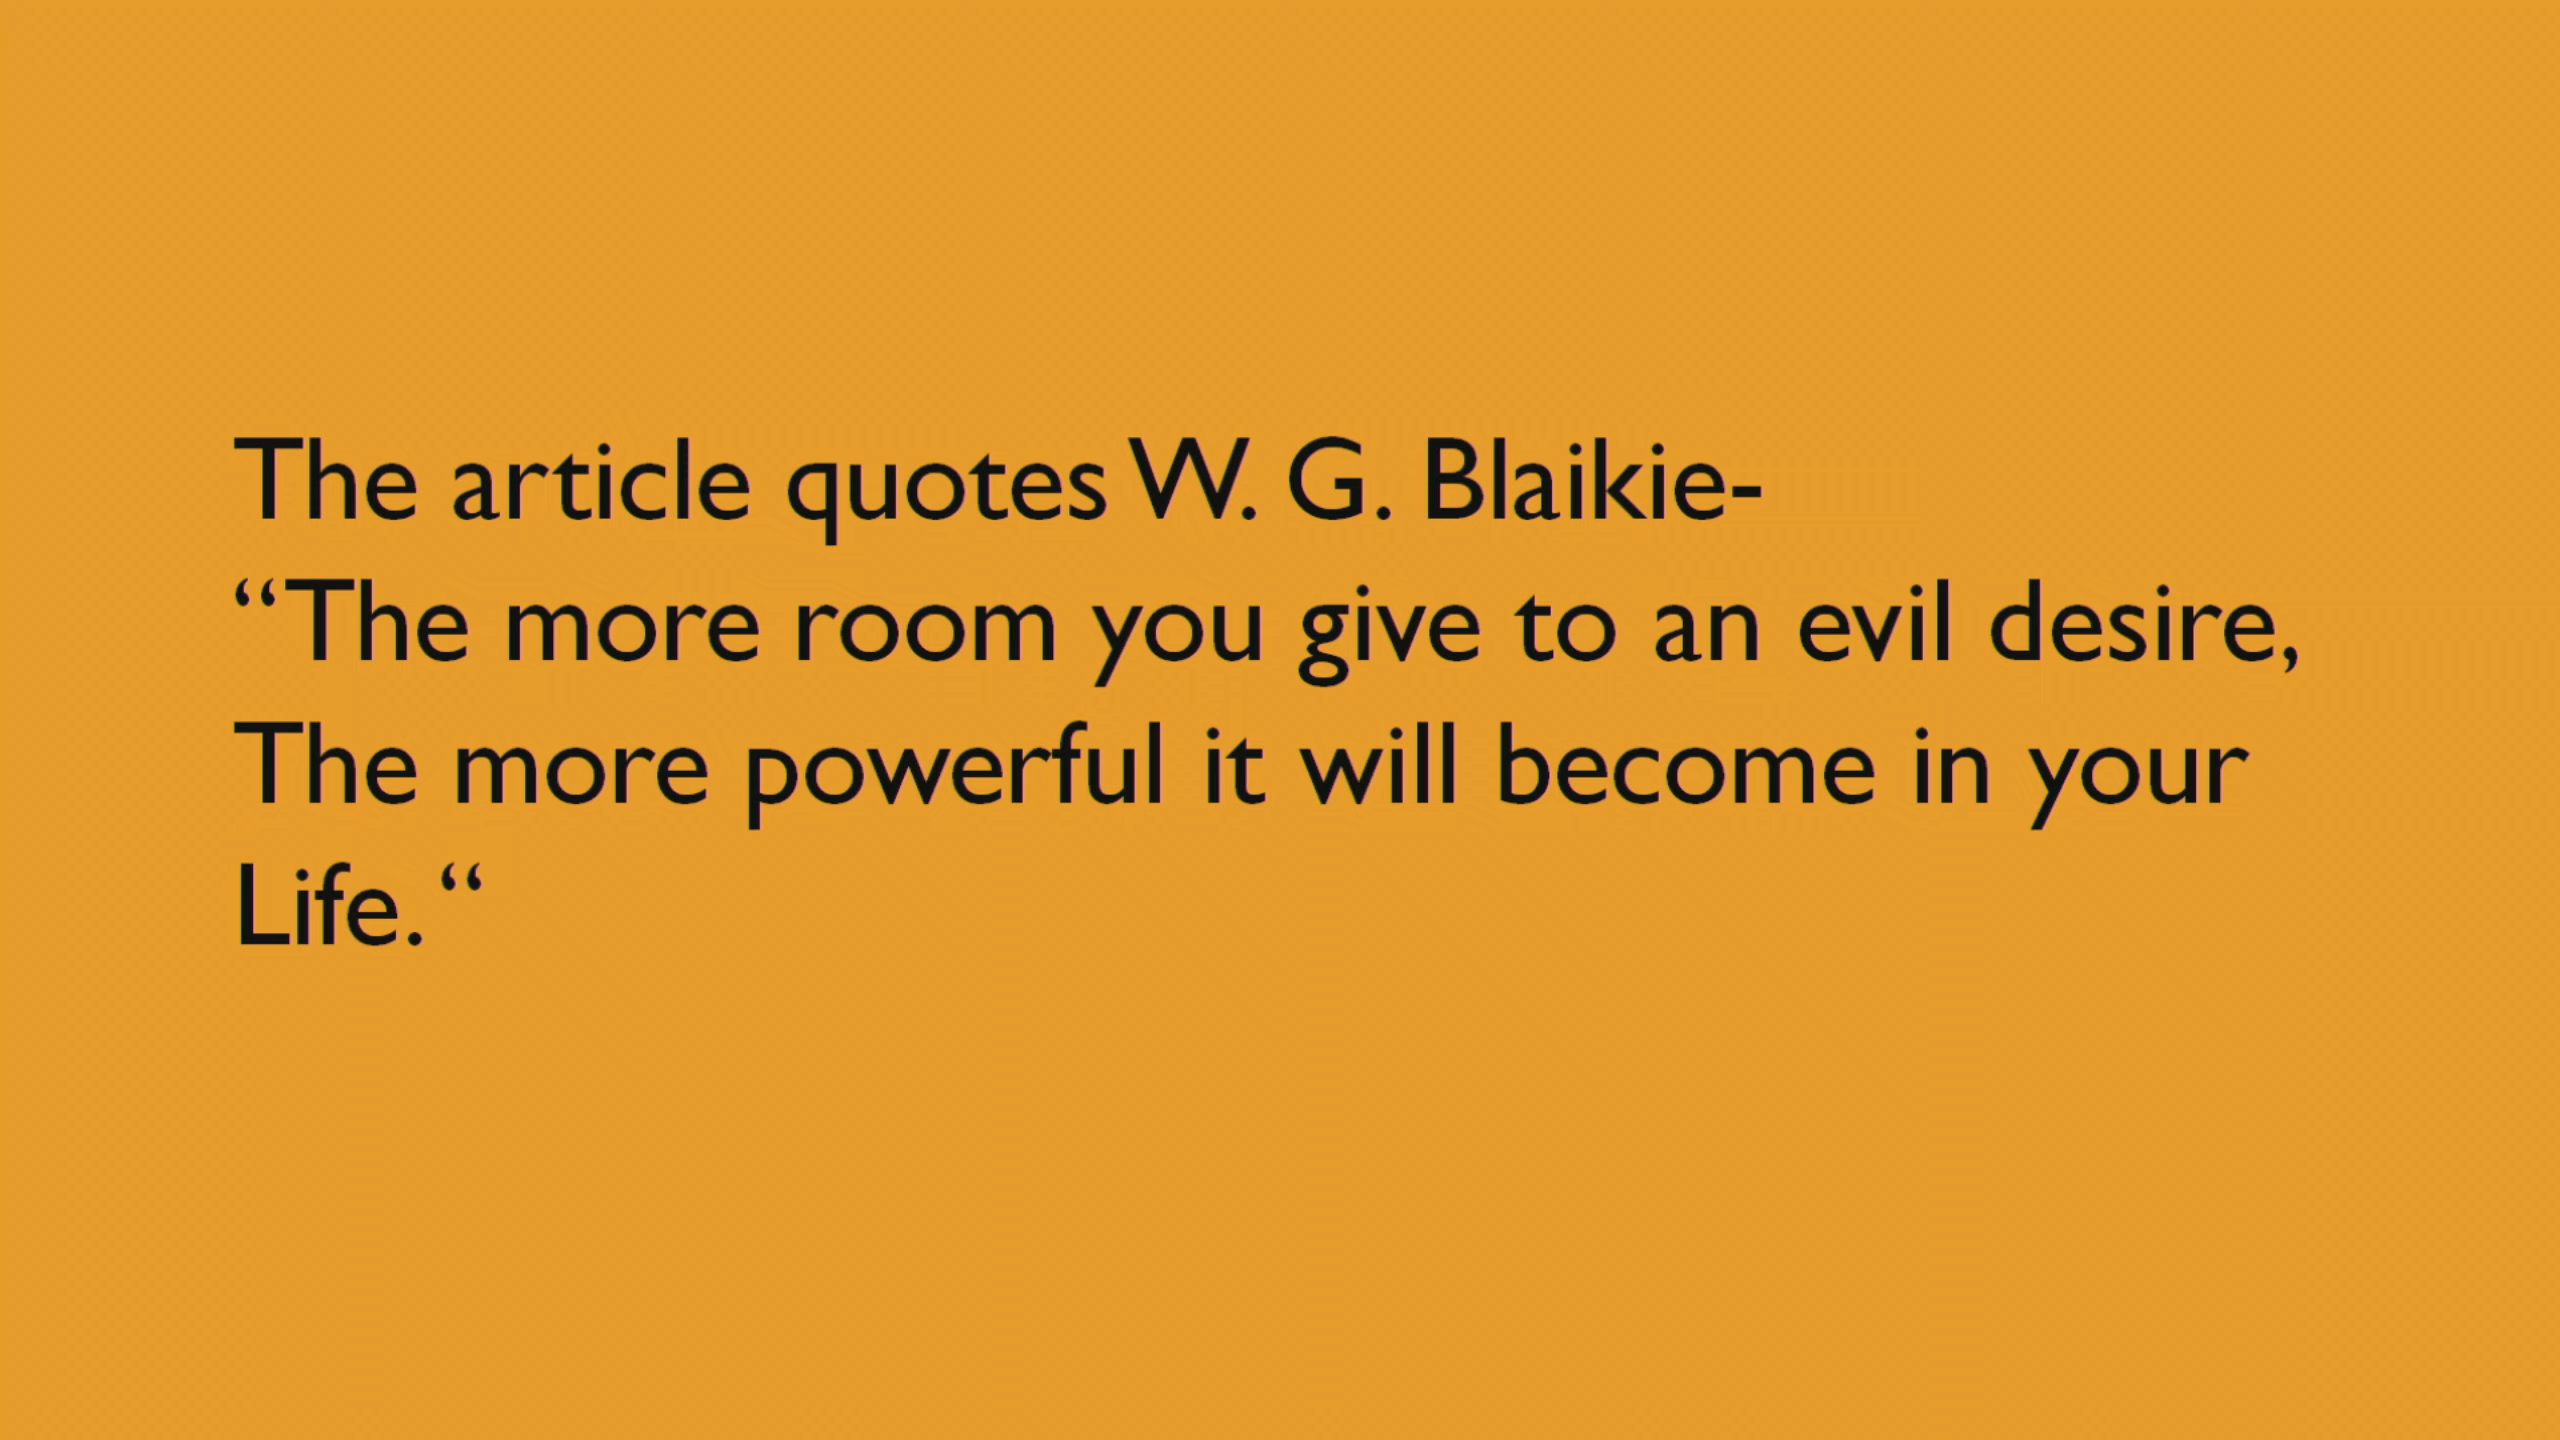 The article quotes W. G. Blaikie-
“The more room you give to an evil desire,
The more powerful it will become in your
Life. “